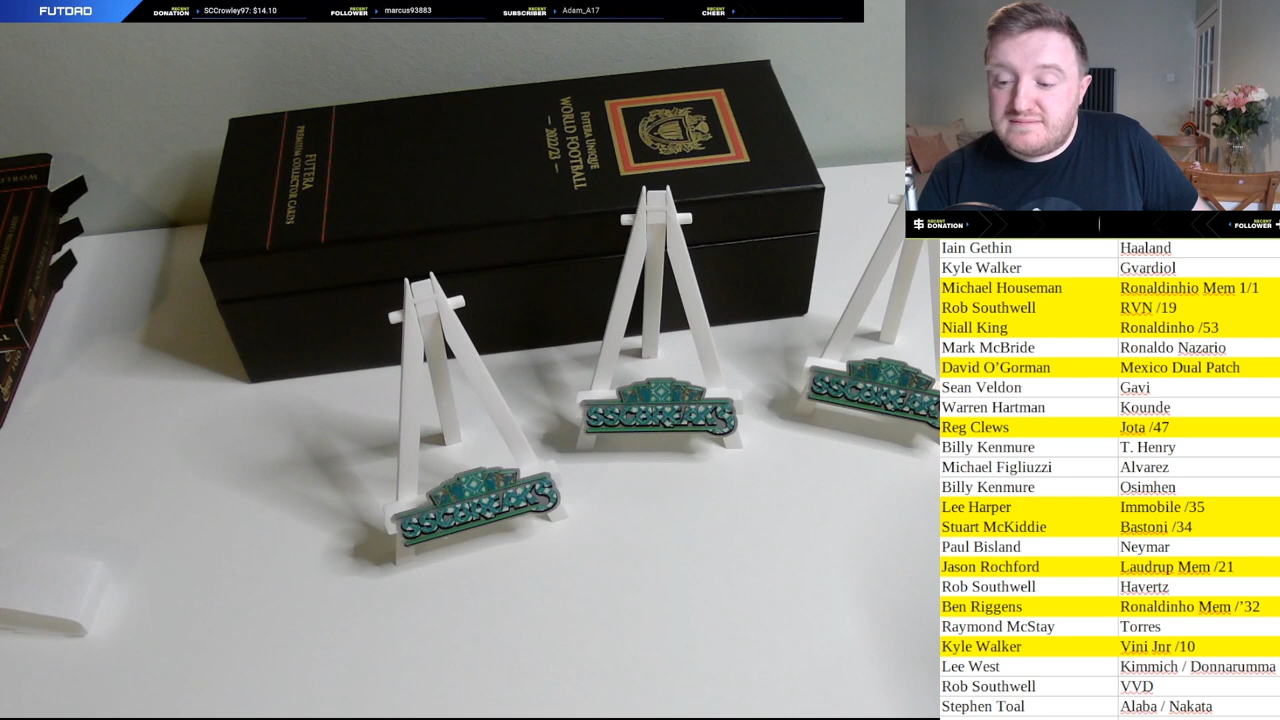 FUTDAD
RECENT DONATION
SCCrowley97: $14.10
RECENT FOLLOWER
marcus93883
RECENT SUBSCRIBER
Adam_A17
RECENT CHEER
FUTERA
PREMIUM COLLECTOR CARDS
FUTERA UNIQUE
WORLD FOOTBALL
— 2022/23 —
SSCBREAKS
SSCBREAKS
RECENT DONATION
RECENT FOLLOWER
Iain Gethin Haaland
Kyle Walker Gvardiol
Michael Houseman Ronaldinhio Mem 1/1
Rob Southwell RVN /19
Niall King Ronaldinho /53
Mark McBride Ronaldo Nazario
David O’Gorman Mexico Dual Patch
Sean Veldon Gavi
Warren Hartman Kounde
Reg Clews Jota /47
Billy Kenmure T. Henry
Michael Figliuzzi Alvarez
Billy Kenmure Osimhen
Lee Harper Immobile /35
Stuart McKiddie Bastoni /34
Paul Bisland Neymar
Jason Rochford Laudrup Mem /21
Rob Southwell Havertz
Ben Riggens Ronaldinho Mem /’32
Raymond McStay Torres
Kyle Walker Vini Jnr /10
Lee West Kimmich / Donnarumma
Rob Southwell VVD
Stephen Toal Alaba / Nakata